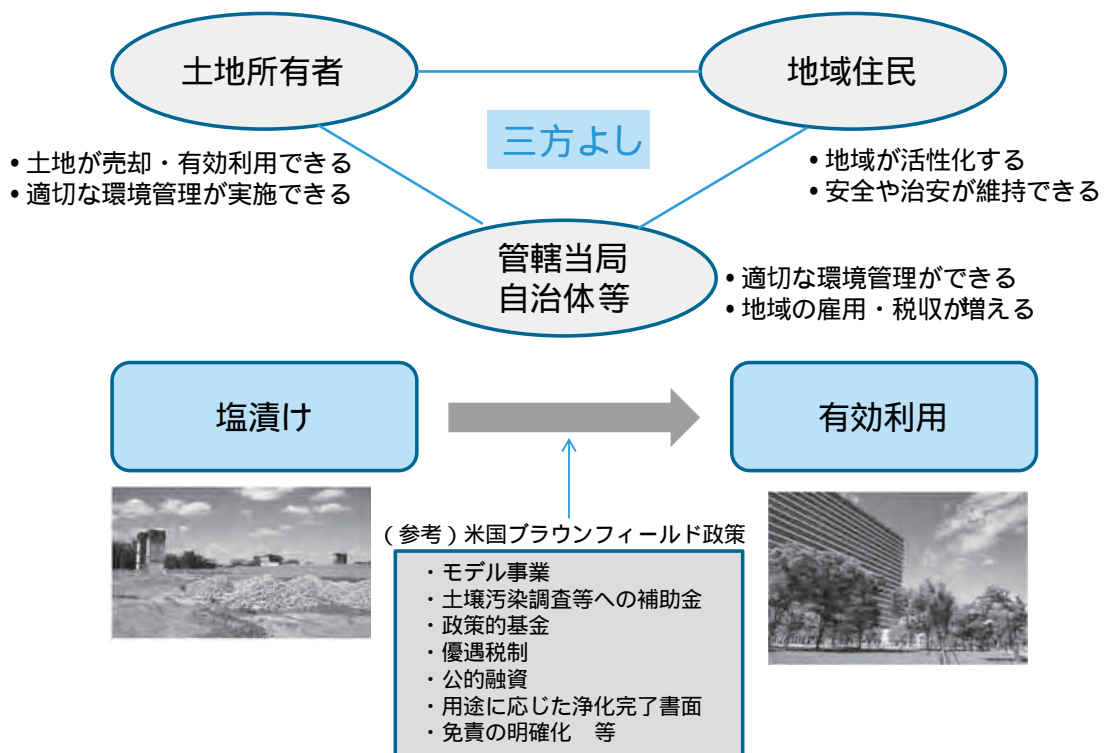 土地所有者
地域住民
三方よし
•土地が売却・有効利用できる
•適切な環境管理が実施できる
•地域が活性化する
•安全や治安が維持できる
管轄当局
自治体等
•適切な環境管理ができる
•地域の雇用・税収が増える
塩漬け
有効利用
(参考)米国ブラウンフィールド政策
・モデル事業
・土壌汚染調査等への補助金
・政策的基金
・優遇税制
・公的融資
・用途に応じた浄化完了書面
・免責の明確化　等